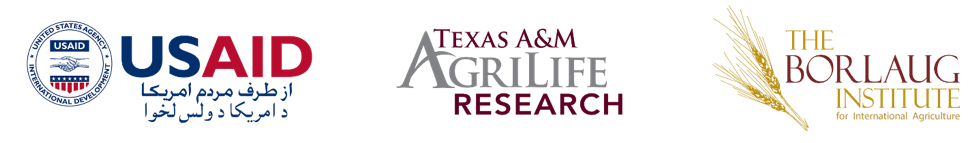 UNITED STATES AGENCY
USAID
INTERNATIONAL DEVELOPMENT
USAID
از طرف مردم امریکا
د امریکا د ولس لخوا
TEXAS A&M
AGRILIFE
RESEARCH
THE
BORLAUG
INSTITUTE
for International Agriculture